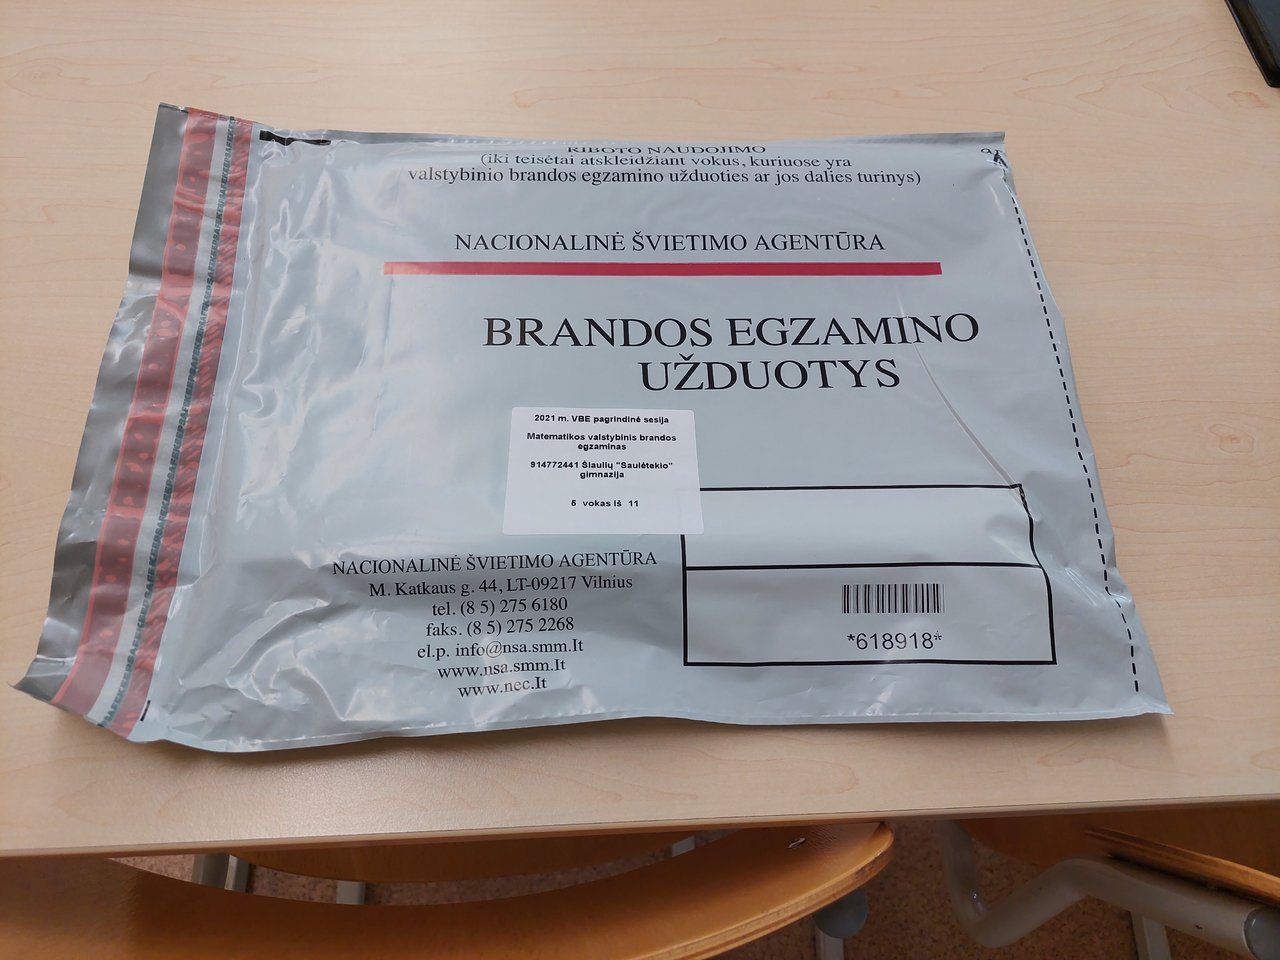 RIBOTO NAUDOJIMO
(iki teisėtai atskleidžiant vokus, kuriuose yra
valstybinio brandos egzamino užduoties ar jos dalies turinys)
NACIONALINĖ ŠVIETIMO AGENTŪRA
BRANDOS EGZAMINO
UŽDUOTYS
2021 m. VBE pagrindinė sesija
Matematikos valstybinis brandos
egzaminas
914772441 Šiaulių "Saulėtekio"
gimnazija
5 vokas iš 11
NACIONALINĖ ŠVIETIMO AGENTŪRA
M. Katkaus g. 44, LT-09217 Vilnius
tel. (8 5) 275 6180
faks. (8 5) 275 2268
el.p. info@nsa.smm.lt
www.nsa.smm.lt
www.nec.lt
*618918*